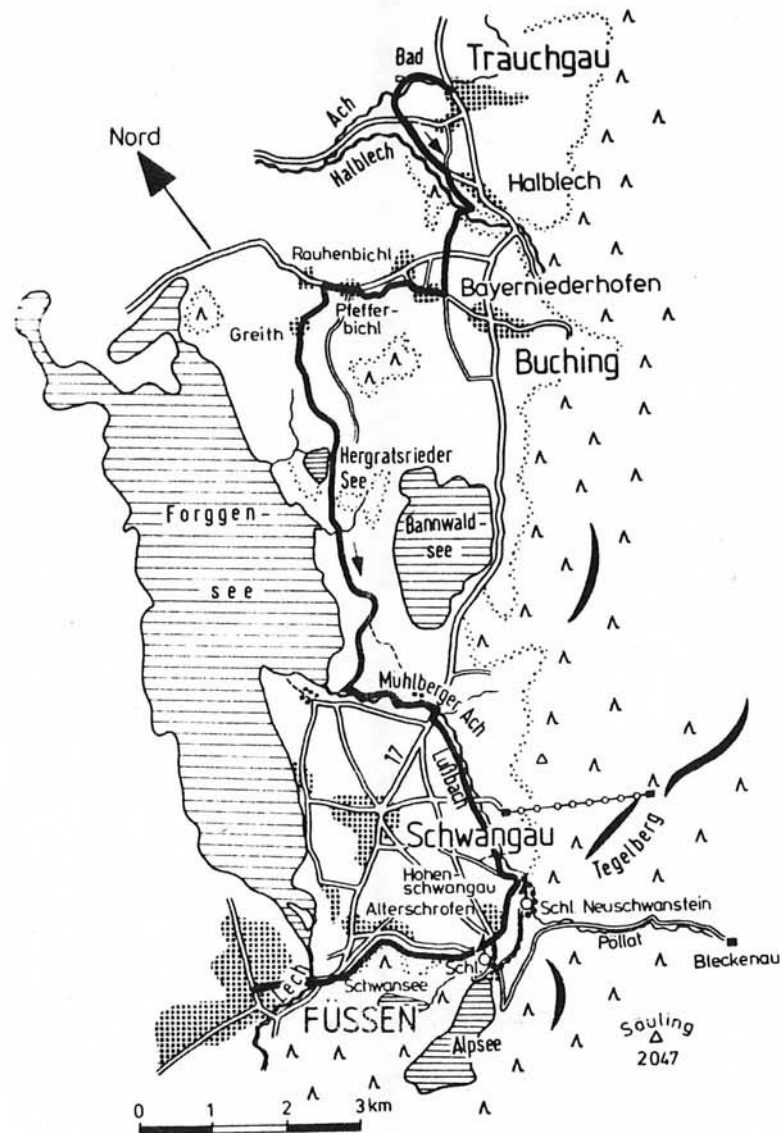 Bad
Trauchgau
Ach
Nord
Halblech
Halblech
Rauhenbichl
Bayerniederhofen
Pfeffer-
bichl
Greith
Buching
Hergratsrieder
See
Forggen-
see
Bannwald-
see
Muhlberger Ach
17
Lußbach
Schwangau
Tegelberg
Hohen-
schwangau
Alterschrofen
Schl. Neuschwanstein
Pöllat
Bleckenau
Schl.
Lech
Schwansee
FÜSSEN
Alpsee
Säuling
2047
0 1 2 3 km